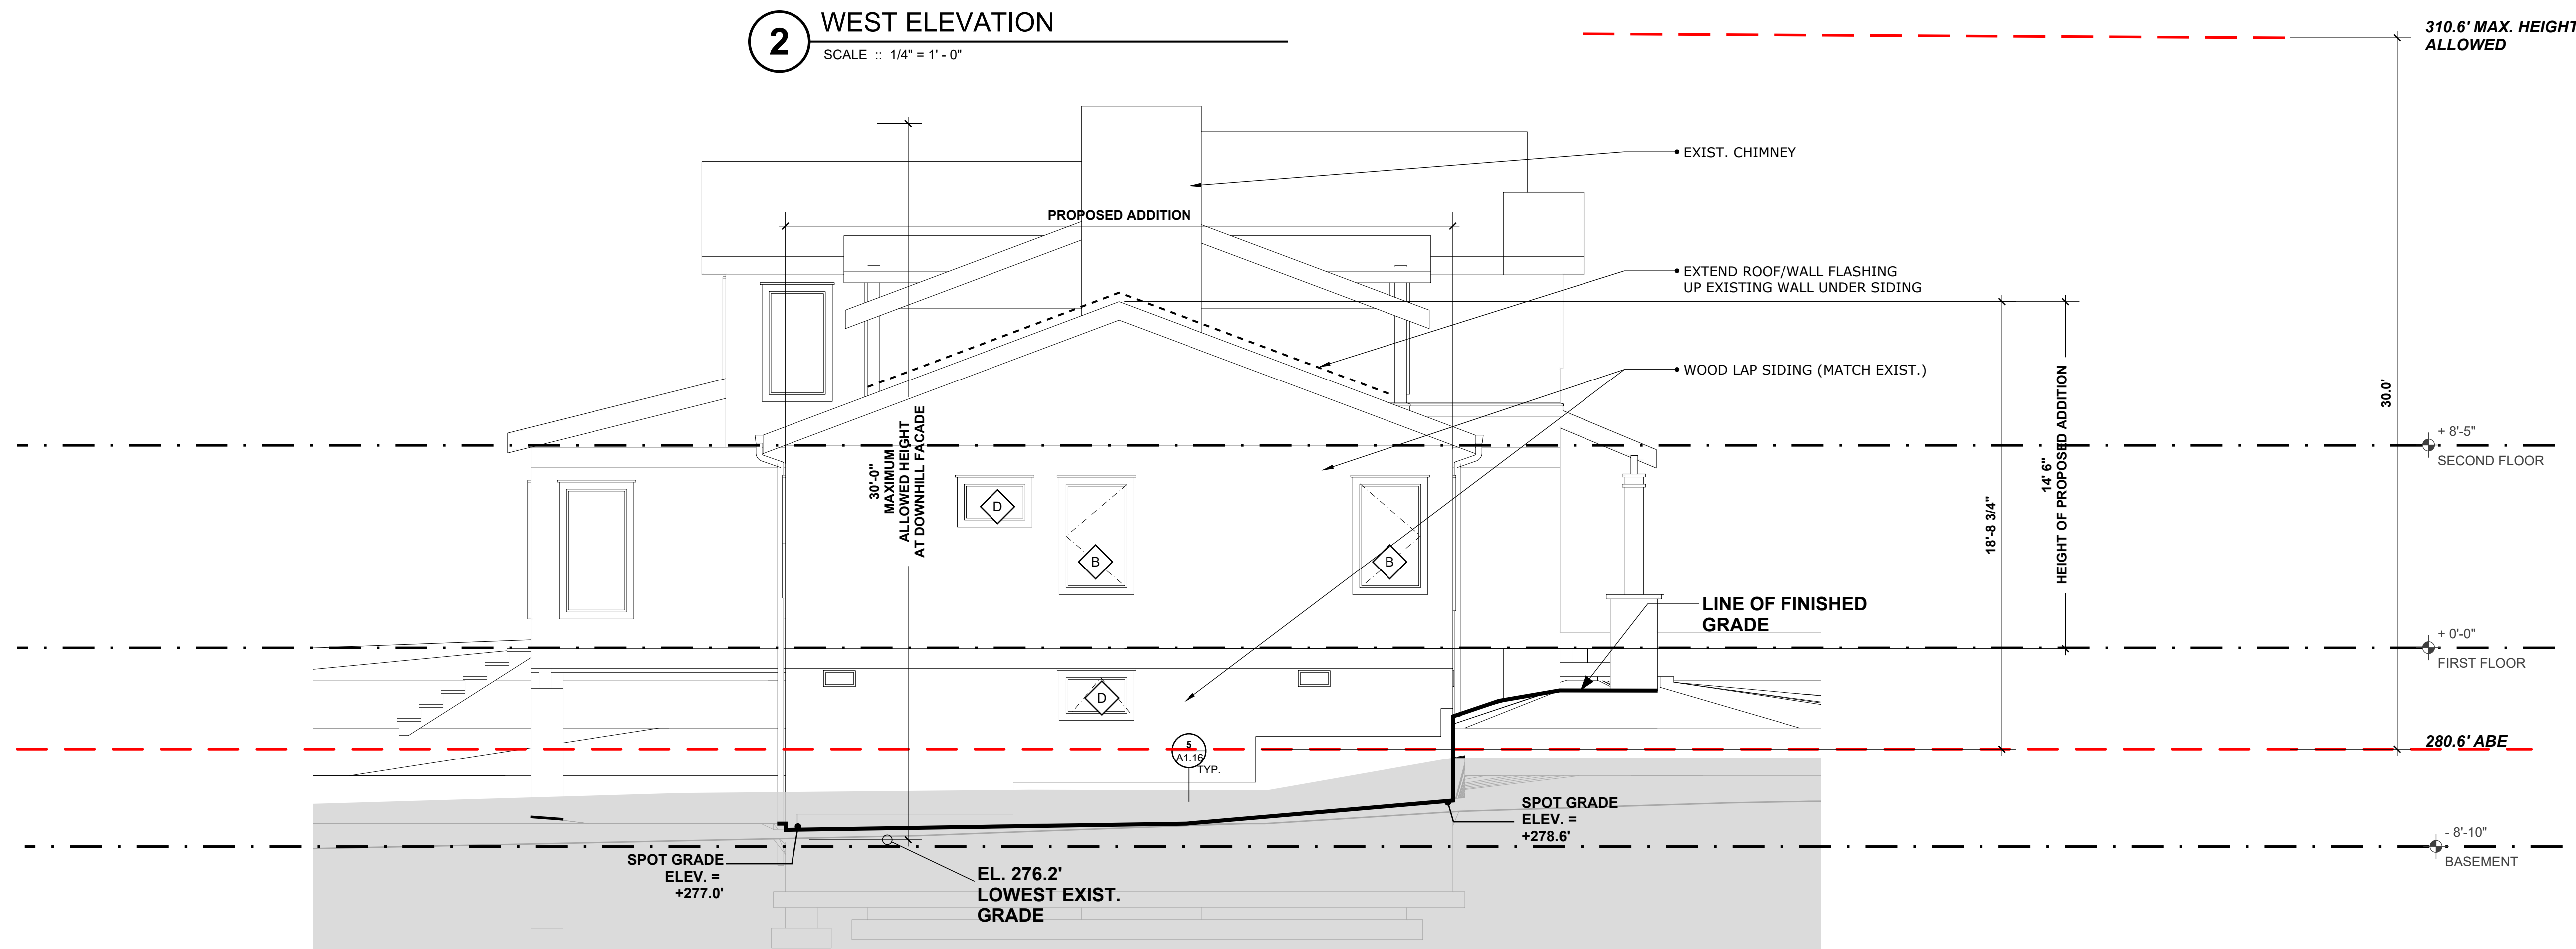 2
WEST ELEVATION
SCALE :: 1/4" = 1' - 0"
310.6' MAX. HEIGHT
ALLOWED
EXIST. CHIMNEY
PROPOSED ADDITION
EXTEND ROOF/WALL FLASHING
UP EXISTING WALL UNDER SIDING
WOOD LAP SIDING (MATCH EXIST.)
30'-0"
MAXIMUM
ALLOWED HEIGHT
AT DOWNHILL FACADE
30.0'
14' 6"
HEIGHT OF PROPOSED ADDITION
18'-8 3/4"
+ 8'-5"
SECOND FLOOR
D
B
B
LINE OF FINISHED
GRADE
+ 0'-0"
FIRST FLOOR
D
5
A1.16
TYP.
280.6' ABE
SPOT GRADE
ELEV. =
+278.6'
SPOT GRADE
ELEV. =
+277.0'
EL. 276.2'
LOWEST EXIST.
GRADE
- 8'-10"
BASEMENT